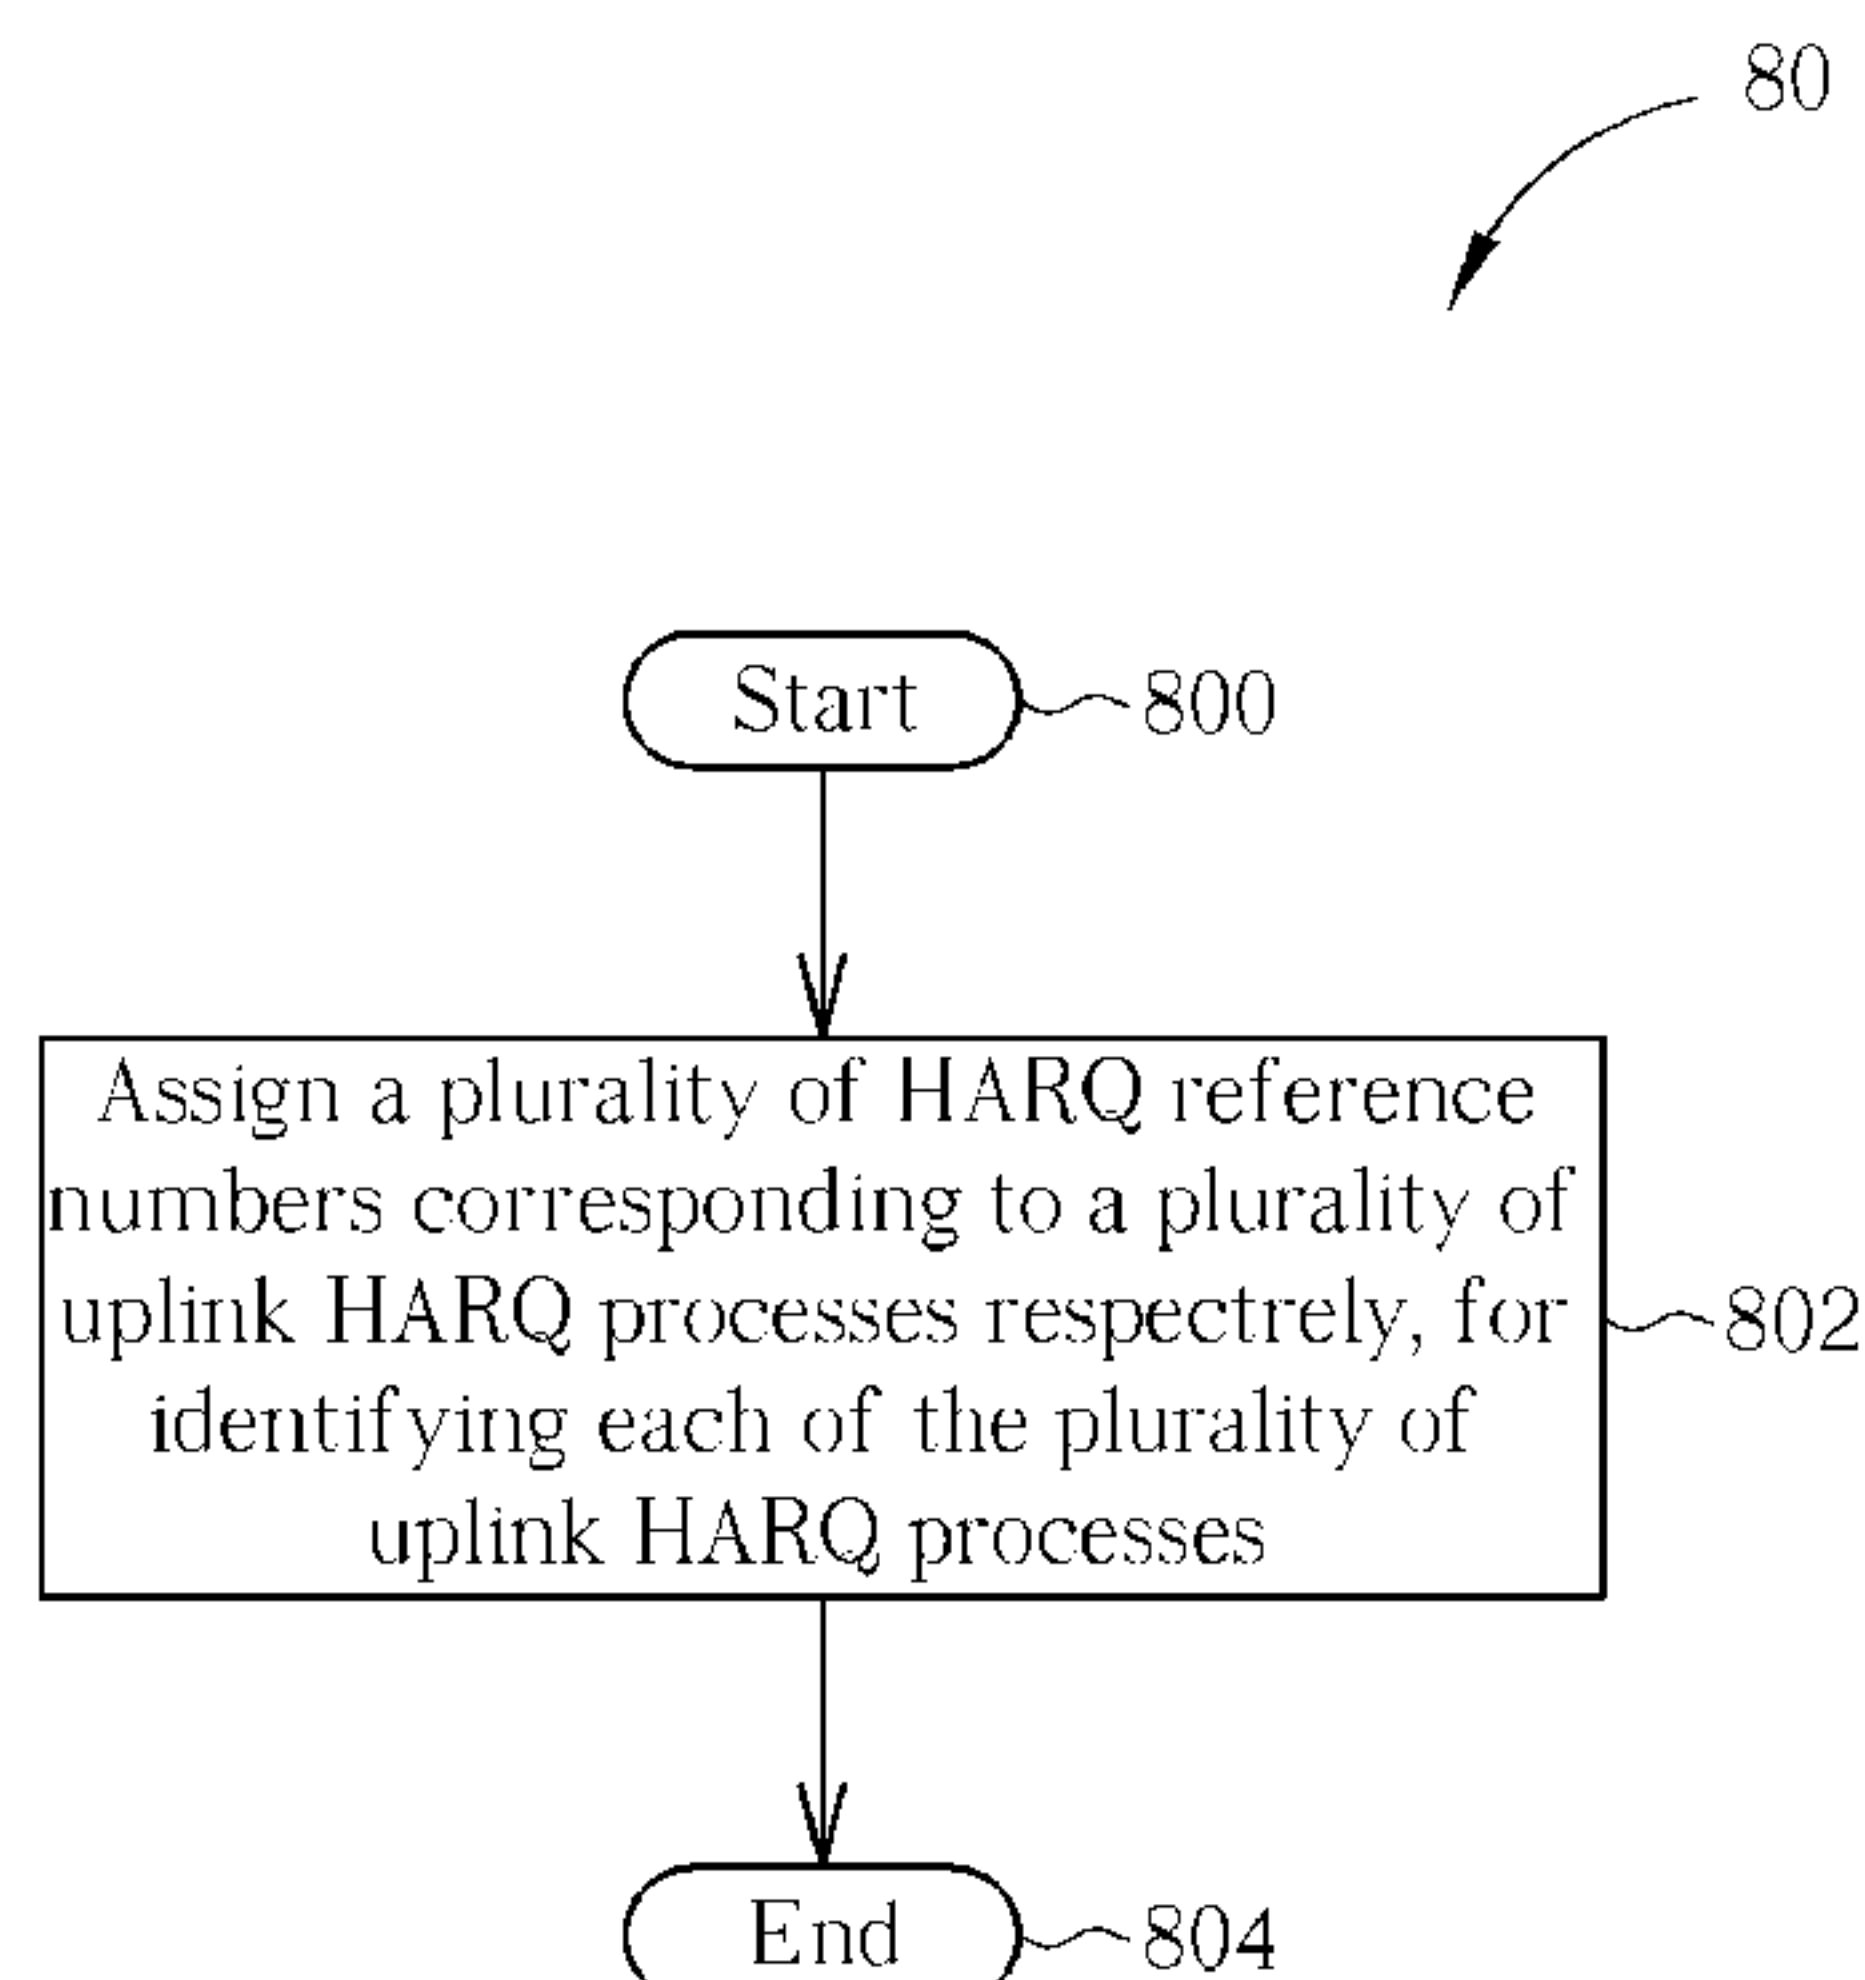 80
Start
800
Assign a plurality of HARQ reference
numbers corresponding to a plurality of
uplink HARQ processes respectrely, for
identifying each of the plurality of
uplink HARQ processes
802
End
804